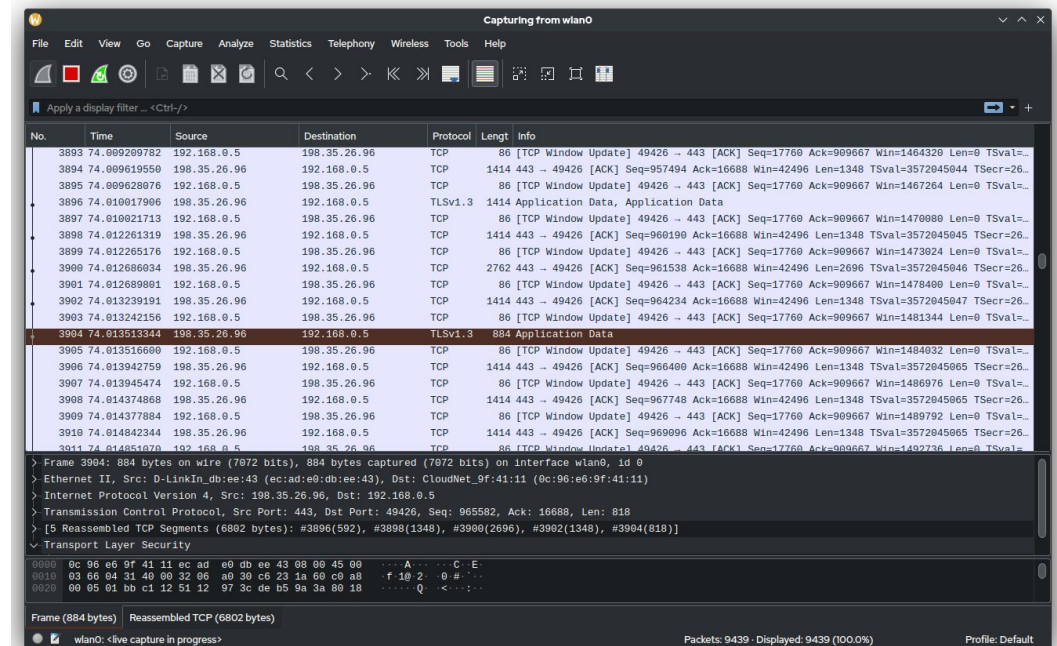 Capturing from wlan0
File Edit View Go Capture Analyze Statistics Telephony Wireless Tools Help
Apply a display filter … <Ctrl-/>
No. Time Source Destination Protocol Lengt Info
3893 74.009209782 192.168.0.5 198.35.26.96 TCP 86 [TCP Window Update] 49426 → 443 [ACK] Seq=17760 Ack=909667 Win=1464320 Len=0 TSval=…
3894 74.009619550 198.35.26.96 192.168.0.5 TCP 1414 443 → 49426 [ACK] Seq=957494 Ack=16688 Win=42496 Len=1348 TSval=3572045044 TSecr=26…
3895 74.009628076 192.168.0.5 198.35.26.96 TCP 86 [TCP Window Update] 49426 → 443 [ACK] Seq=17760 Ack=909667 Win=1467264 Len=0 TSval=…
3896 74.010017906 198.35.26.96 192.168.0.5 TLSv1.3 1414 Application Data, Application Data
3897 74.010021713 192.168.0.5 198.35.26.96 TCP 86 [TCP Window Update] 49426 → 443 [ACK] Seq=17760 Ack=909667 Win=1470080 Len=0 TSval=…
3898 74.012261319 198.35.26.96 192.168.0.5 TCP 1414 443 → 49426 [ACK] Seq=960190 Ack=16688 Win=42496 Len=1348 TSval=3572045045 TSecr=26…
3899 74.012265176 192.168.0.5 198.35.26.96 TCP 86 [TCP Window Update] 49426 → 443 [ACK] Seq=17760 Ack=909667 Win=1473024 Len=0 TSval=…
3900 74.012686034 198.35.26.96 192.168.0.5 TCP 2762 443 → 49426 [ACK] Seq=961538 Ack=16688 Win=42496 Len=2696 TSval=3572045046 TSecr=26…
3901 74.012689801 192.168.0.5 198.35.26.96 TCP 86 [TCP Window Update] 49426 → 443 [ACK] Seq=17760 Ack=909667 Win=1478400 Len=0 TSval=…
3902 74.013239191 198.35.26.96 192.168.0.5 TCP 1414 443 → 49426 [ACK] Seq=964234 Ack=16688 Win=42496 Len=1348 TSval=3572045047 TSecr=26…
3903 74.013242156 192.168.0.5 198.35.26.96 TCP 86 [TCP Window Update] 49426 → 443 [ACK] Seq=17760 Ack=909667 Win=1481344 Len=0 TSval=…
3904 74.013513344 198.35.26.96 192.168.0.5 TLSv1.3 884 Application Data
3905 74.013516600 192.168.0.5 198.35.26.96 TCP 86 [TCP Window Update] 49426 → 443 [ACK] Seq=17760 Ack=909667 Win=1484032 Len=0 TSval=…
3906 74.013942759 198.35.26.96 192.168.0.5 TCP 1414 443 → 49426 [ACK] Seq=966400 Ack=16688 Win=42496 Len=1348 TSval=3572045065 TSecr=26…
3907 74.013945474 192.168.0.5 198.35.26.96 TCP 86 [TCP Window Update] 49426 → 443 [ACK] Seq=17760 Ack=909667 Win=1486976 Len=0 TSval=…
3908 74.014374868 198.35.26.96 192.168.0.5 TCP 1414 443 → 49426 [ACK] Seq=967748 Ack=16688 Win=42496 Len=1348 TSval=3572045065 TSecr=26…
3909 74.014377884 192.168.0.5 198.35.26.96 TCP 86 [TCP Window Update] 49426 → 443 [ACK] Seq=17760 Ack=909667 Win=1489792 Len=0 TSval=…
3910 74.014842344 198.35.26.96 192.168.0.5 TCP 1414 443 → 49426 [ACK] Seq=969096 Ack=16688 Win=42496 Len=1348 TSval=3572045065 TSecr=26…
3911 74.014851070 192.168.0.5 198.35.26.96 TCP 86 [TCP Window Update] 49426 → 443 [ACK] Seq=17760 Ack=909667 Win=1492736 Len=0 TSval=…
Frame 3904: 884 bytes on wire (7072 bits), 884 bytes captured (7072 bits) on interface wlan0, id 0
Ethernet II, Src: D-LinkIn_db:ee:43 (ec:ad:e0:db:ee:43), Dst: CloudNet_9f:41:11 (0c:96:e6:9f:41:11)
Internet Protocol Version 4, Src: 198.35.26.96, Dst: 192.168.0.5
Transmission Control Protocol, Src Port: 443, Dst Port: 49426, Seq: 965582, Ack: 16688, Len: 818
[5 Reassembled TCP Segments (6802 bytes): #3896(592), #3898(1348), #3900(2696), #3902(1348), #3904(818)]
Transport Layer Security
0000 0c 96 e6 9f 41 11 ec ad e0 db ee 43 08 00 45 00 ····A··· ···C··E·
0010 03 66 04 31 40 00 32 06 a0 30 c6 23 1a 60 c0 a8 ·f·1@·2· ·0·#·`··
0020 00 05 01 bb c1 12 51 12 97 3c de b5 9a 3a 80 18 ······Q· ·<···:··
Frame (884 bytes) Reassembled TCP (6802 bytes)
wlan0: <live capture in progress> Packets: 9439 · Displayed: 9439 (100.0%) Profile: Default